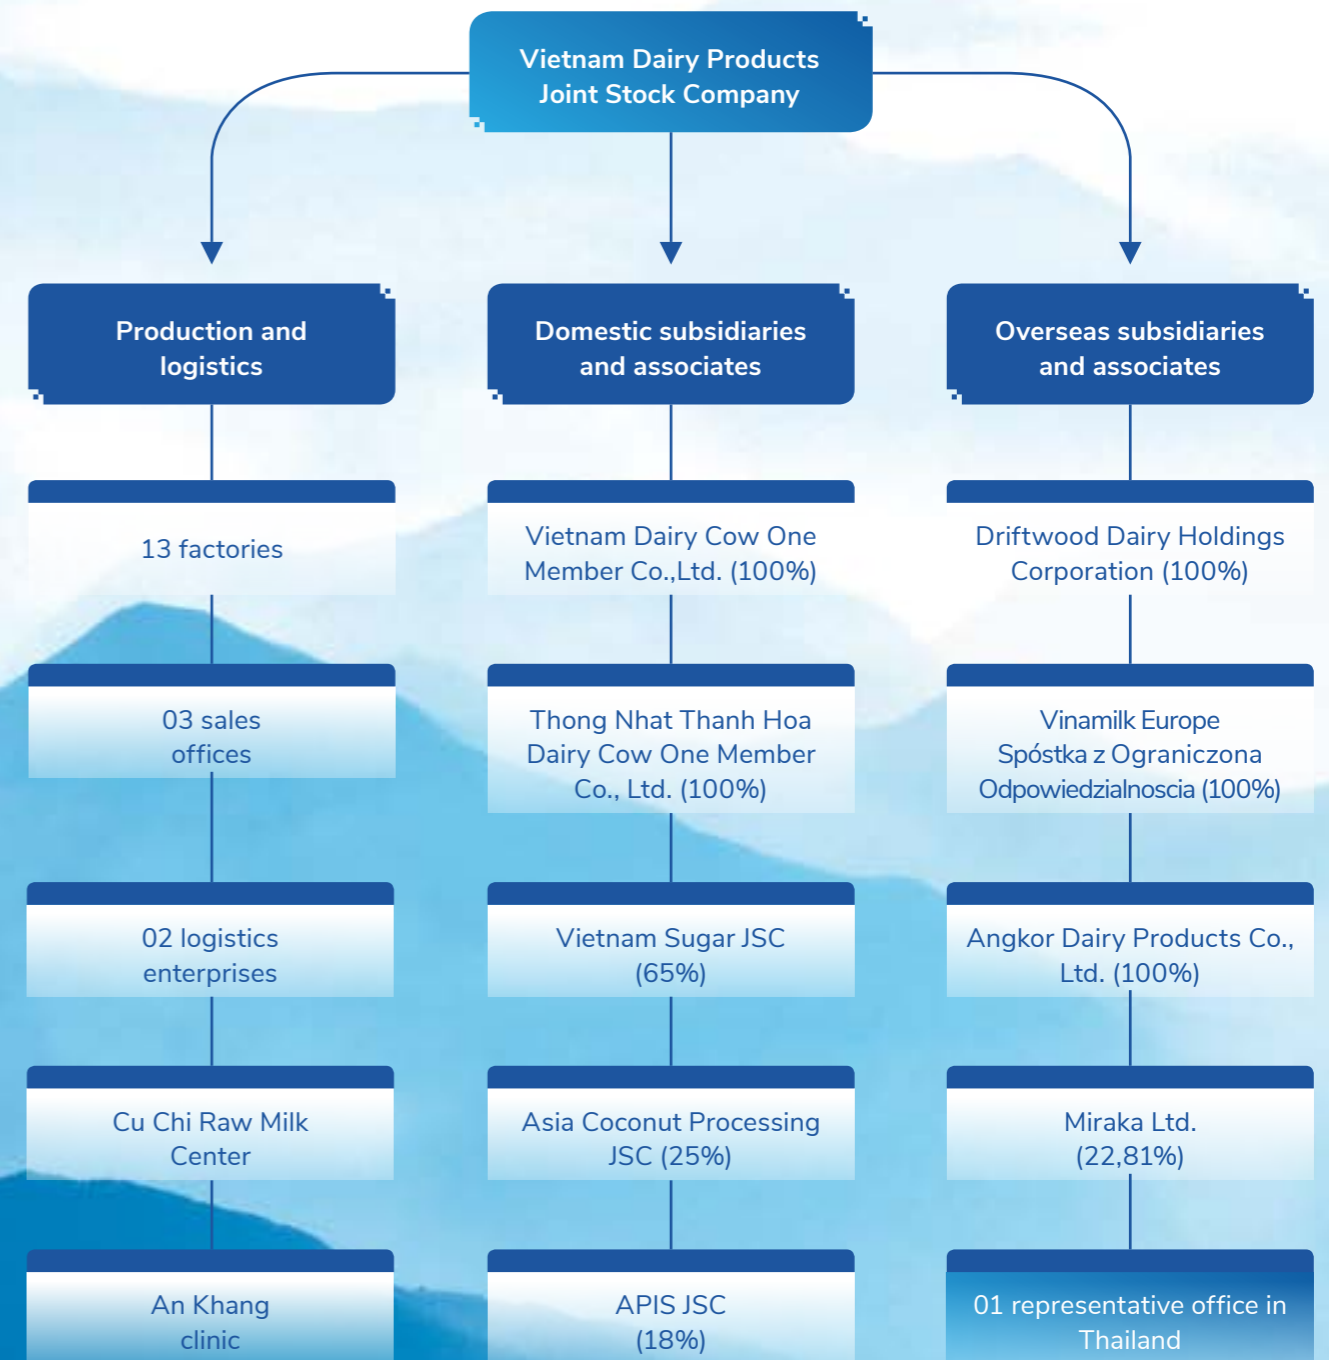 Vietnam Dairy Products
Joint Stock Company
Production and
logistics
13 factories
03 sales
offices
02 logistics
enterprises
Cu Chi Raw Milk
Center
An Khang
clinic
Domestic subsidiaries
and associates
Vietnam Dairy Cow One
Member Co.,Ltd. (100%)
Thong Nhat Thanh Hoa
Dairy Cow One Member
Co., Ltd. (100%)
Vietnam Sugar JSC
(65%)
Asia Coconut Processing
JSC (25%)
APIS JSC
(18%)
Overseas subsidiaries
and associates
Driftwood Dairy Holdings
Corporation (100%)
Vinamilk Europe
Spóstka z Ograniczona
Odpowiedzialnoscia (100%)
Angkor Dairy Products Co.,
Ltd. (100%)
Miraka Ltd.
(22,81%)
01 representative office in
Thailand